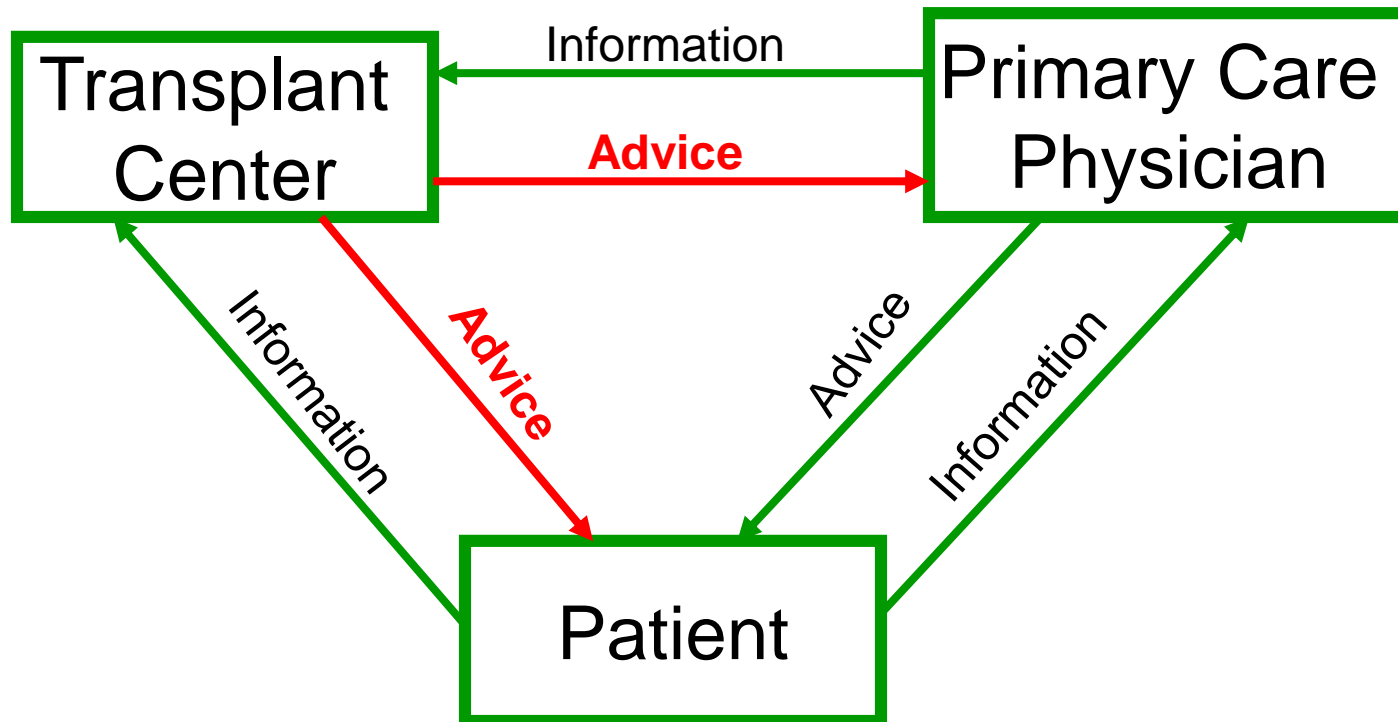 Information
Transplant
Center
Primary Care
Physician
Advice
Information
Advice
Advice
Information
Patient